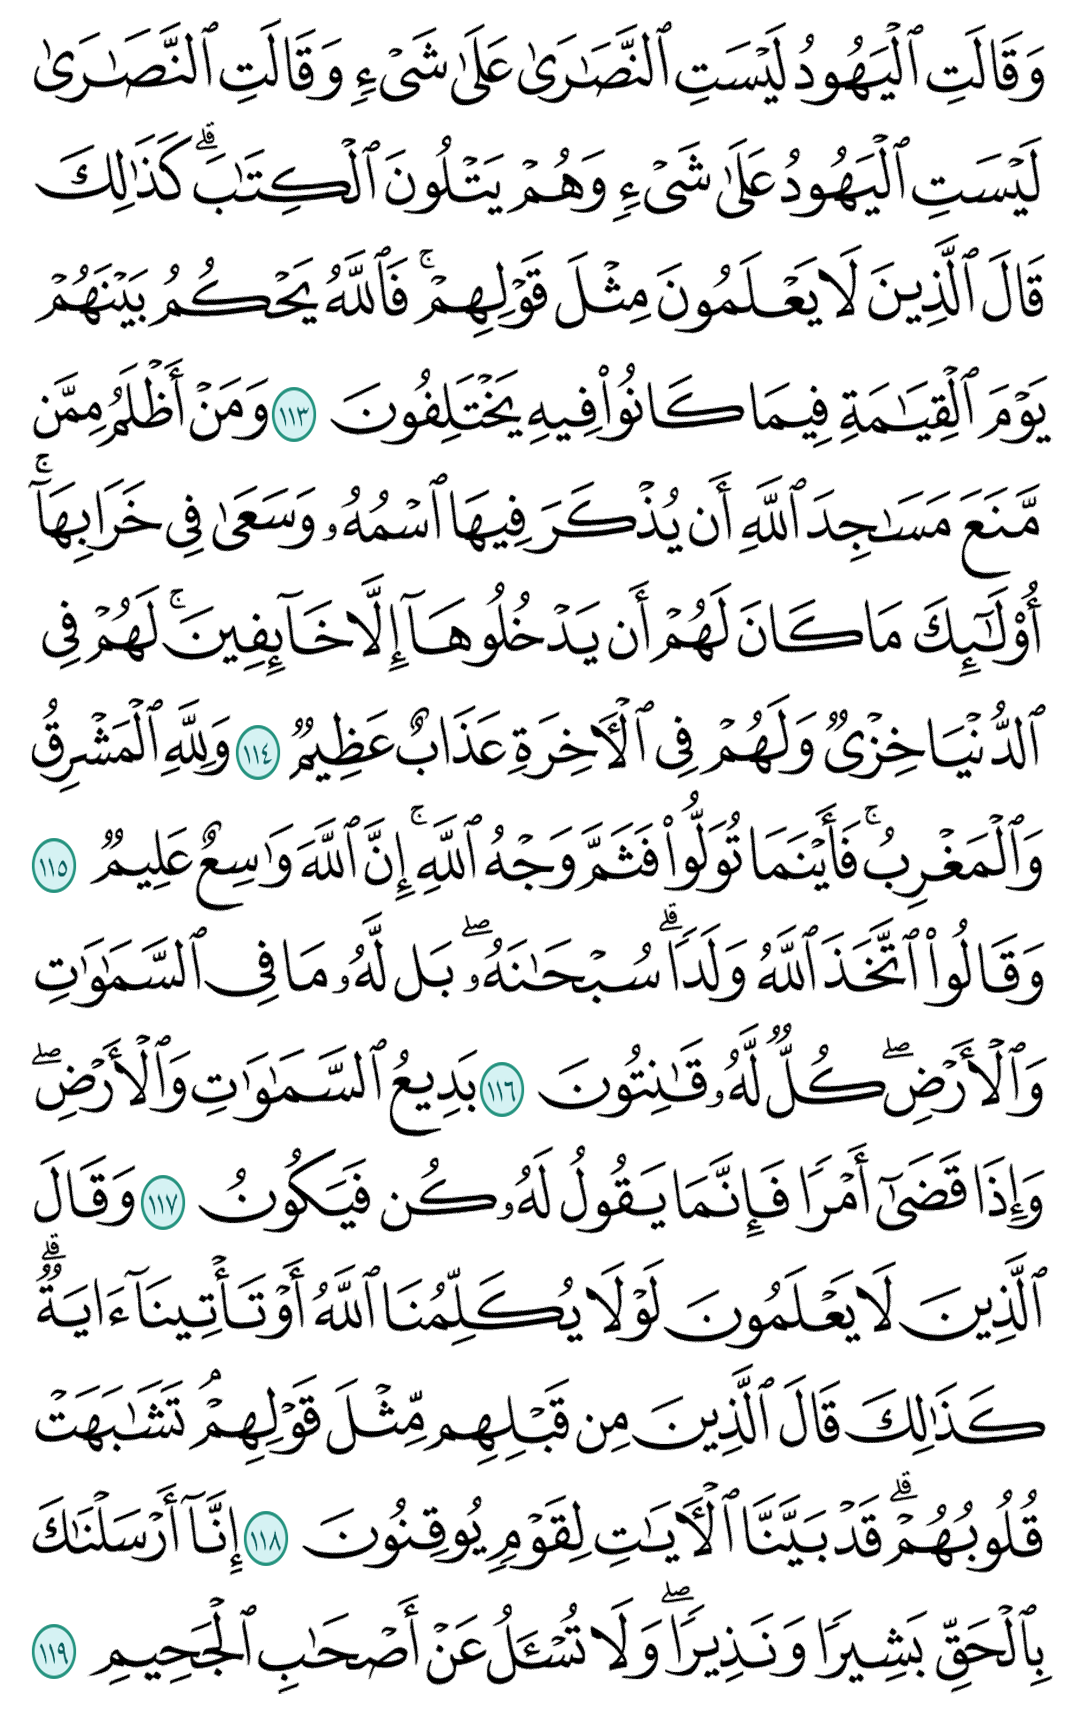 وَقَالَتِ ٱلْيَهُودُ لَيْسَتِ ٱلنَّصَٰرَىٰ عَلَىٰ شَىْءٍ وَقَالَتِ ٱلنَّصَٰرَىٰ
لَيْسَتِ ٱلْيَهُودُ عَلَىٰ شَىْءٍ وَهُمْ يَتْلُونَ ٱلْكِتَٰبَ ۗ كَذَٰلِكَ
قَالَ ٱلَّذِينَ لَا يَعْلَمُونَ مِثْلَ قَوْلِهِمْ ۚ فَٱللَّهُ يَحْكُمُ بَيْنَهُمْ
يَوْمَ ٱلْقِيَٰمَةِ فِيمَا كَانُوا۟ فِيهِ يَخْتَلِفُونَ ١١٣ وَمَنْ أَظْلَمُ مِمَّن
مَّنَعَ مَسَٰجِدَ ٱللَّهِ أَن يُذْكَرَ فِيهَا ٱسْمُهُۥ وَسَعَىٰ فِى خَرَابِهَآ ۚ
أُو۟لَٰٓئِكَ مَا كَانَ لَهُمْ أَن يَدْخُلُوهَآ إِلَّا خَآئِفِينَ ۚ لَهُمْ فِى
ٱلدُّنْيَا خِزْىٌ وَلَهُمْ فِى ٱلْءَاخِرَةِ عَذَابٌ عَظِيمٌ ١١٤ وَلِلَّهِ ٱلْمَشْرِقُ
وَٱلْمَغْرِبُ ۚ فَأَيْنَمَا تُوَلُّوا۟ فَثَمَّ وَجْهُ ٱللَّهِ ۚ إِنَّ ٱللَّهَ وَٰسِعٌ عَلِيمٌ ١١٥
وَقَالُوا۟ ٱتَّخَذَ ٱللَّهُ وَلَدًا ۗ سُبْحَٰنَهُۥ ۖ بَل لَّهُۥ مَا فِى ٱلسَّمَٰوَٰتِ
وَٱلْأَرْضِ ۖ كُلٌّ لَّهُۥ قَٰنِتُونَ ١١٦ بَدِيعُ ٱلسَّمَٰوَٰتِ وَٱلْأَرْضِ ۖ
وَإِذَا قَضَىٰٓ أَمْرًا فَإِنَّمَا يَقُولُ لَهُۥ كُن فَيَكُونُ ١١٧ وَقَالَ
ٱلَّذِينَ لَا يَعْلَمُونَ لَوْلَا يُكَلِّمُنَا ٱللَّهُ أَوْ تَأْتِينَآ ءَايَةٌ ۗ
كَذَٰلِكَ قَالَ ٱلَّذِينَ مِن قَبْلِهِم مِّثْلَ قَوْلِهِمْ ۘ تَشَٰبَهَتْ
قُلُوبُهُمْ ۗ قَدْ بَيَّنَّا ٱلْءَايَٰتِ لِقَوْمٍ يُوقِنُونَ ١١٨ إِنَّآ أَرْسَلْنَٰكَ
بِٱلْحَقِّ بَشِيرًا وَنَذِيرًا ۖ وَلَا تُسْـَٔلُ عَنْ أَصْحَٰبِ ٱلْجَحِيمِ ١١٩